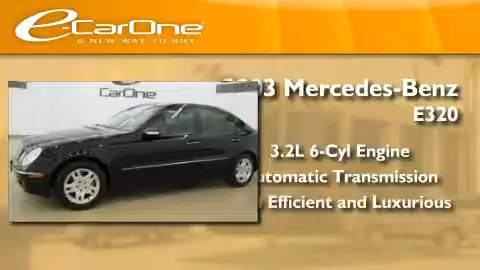 e-CarOne
A NEW WAY TO BUY
CarOne
3 Mercedes-Benz
E320
3.2L 6-Cyl Engine
utomatic Transmission
Efficient and Luxurious